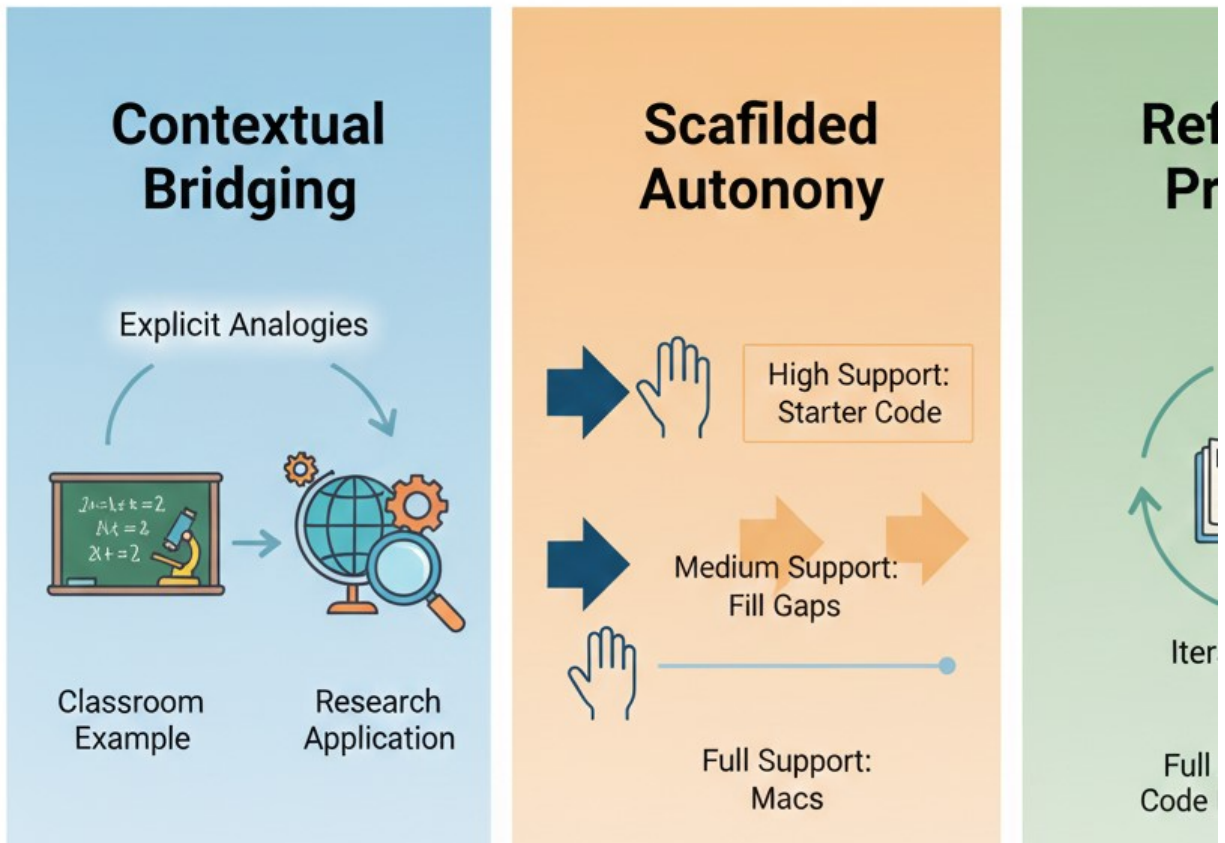 Contextual
Bridging
Explicit Analogies
Classroom
Example
Research
Application
Scafilded
Autonony
High Support:
Starter Code
Medium Support:
Fill Gaps
Full Support:
Macs
Ref
Pr
Iter
Full
Code